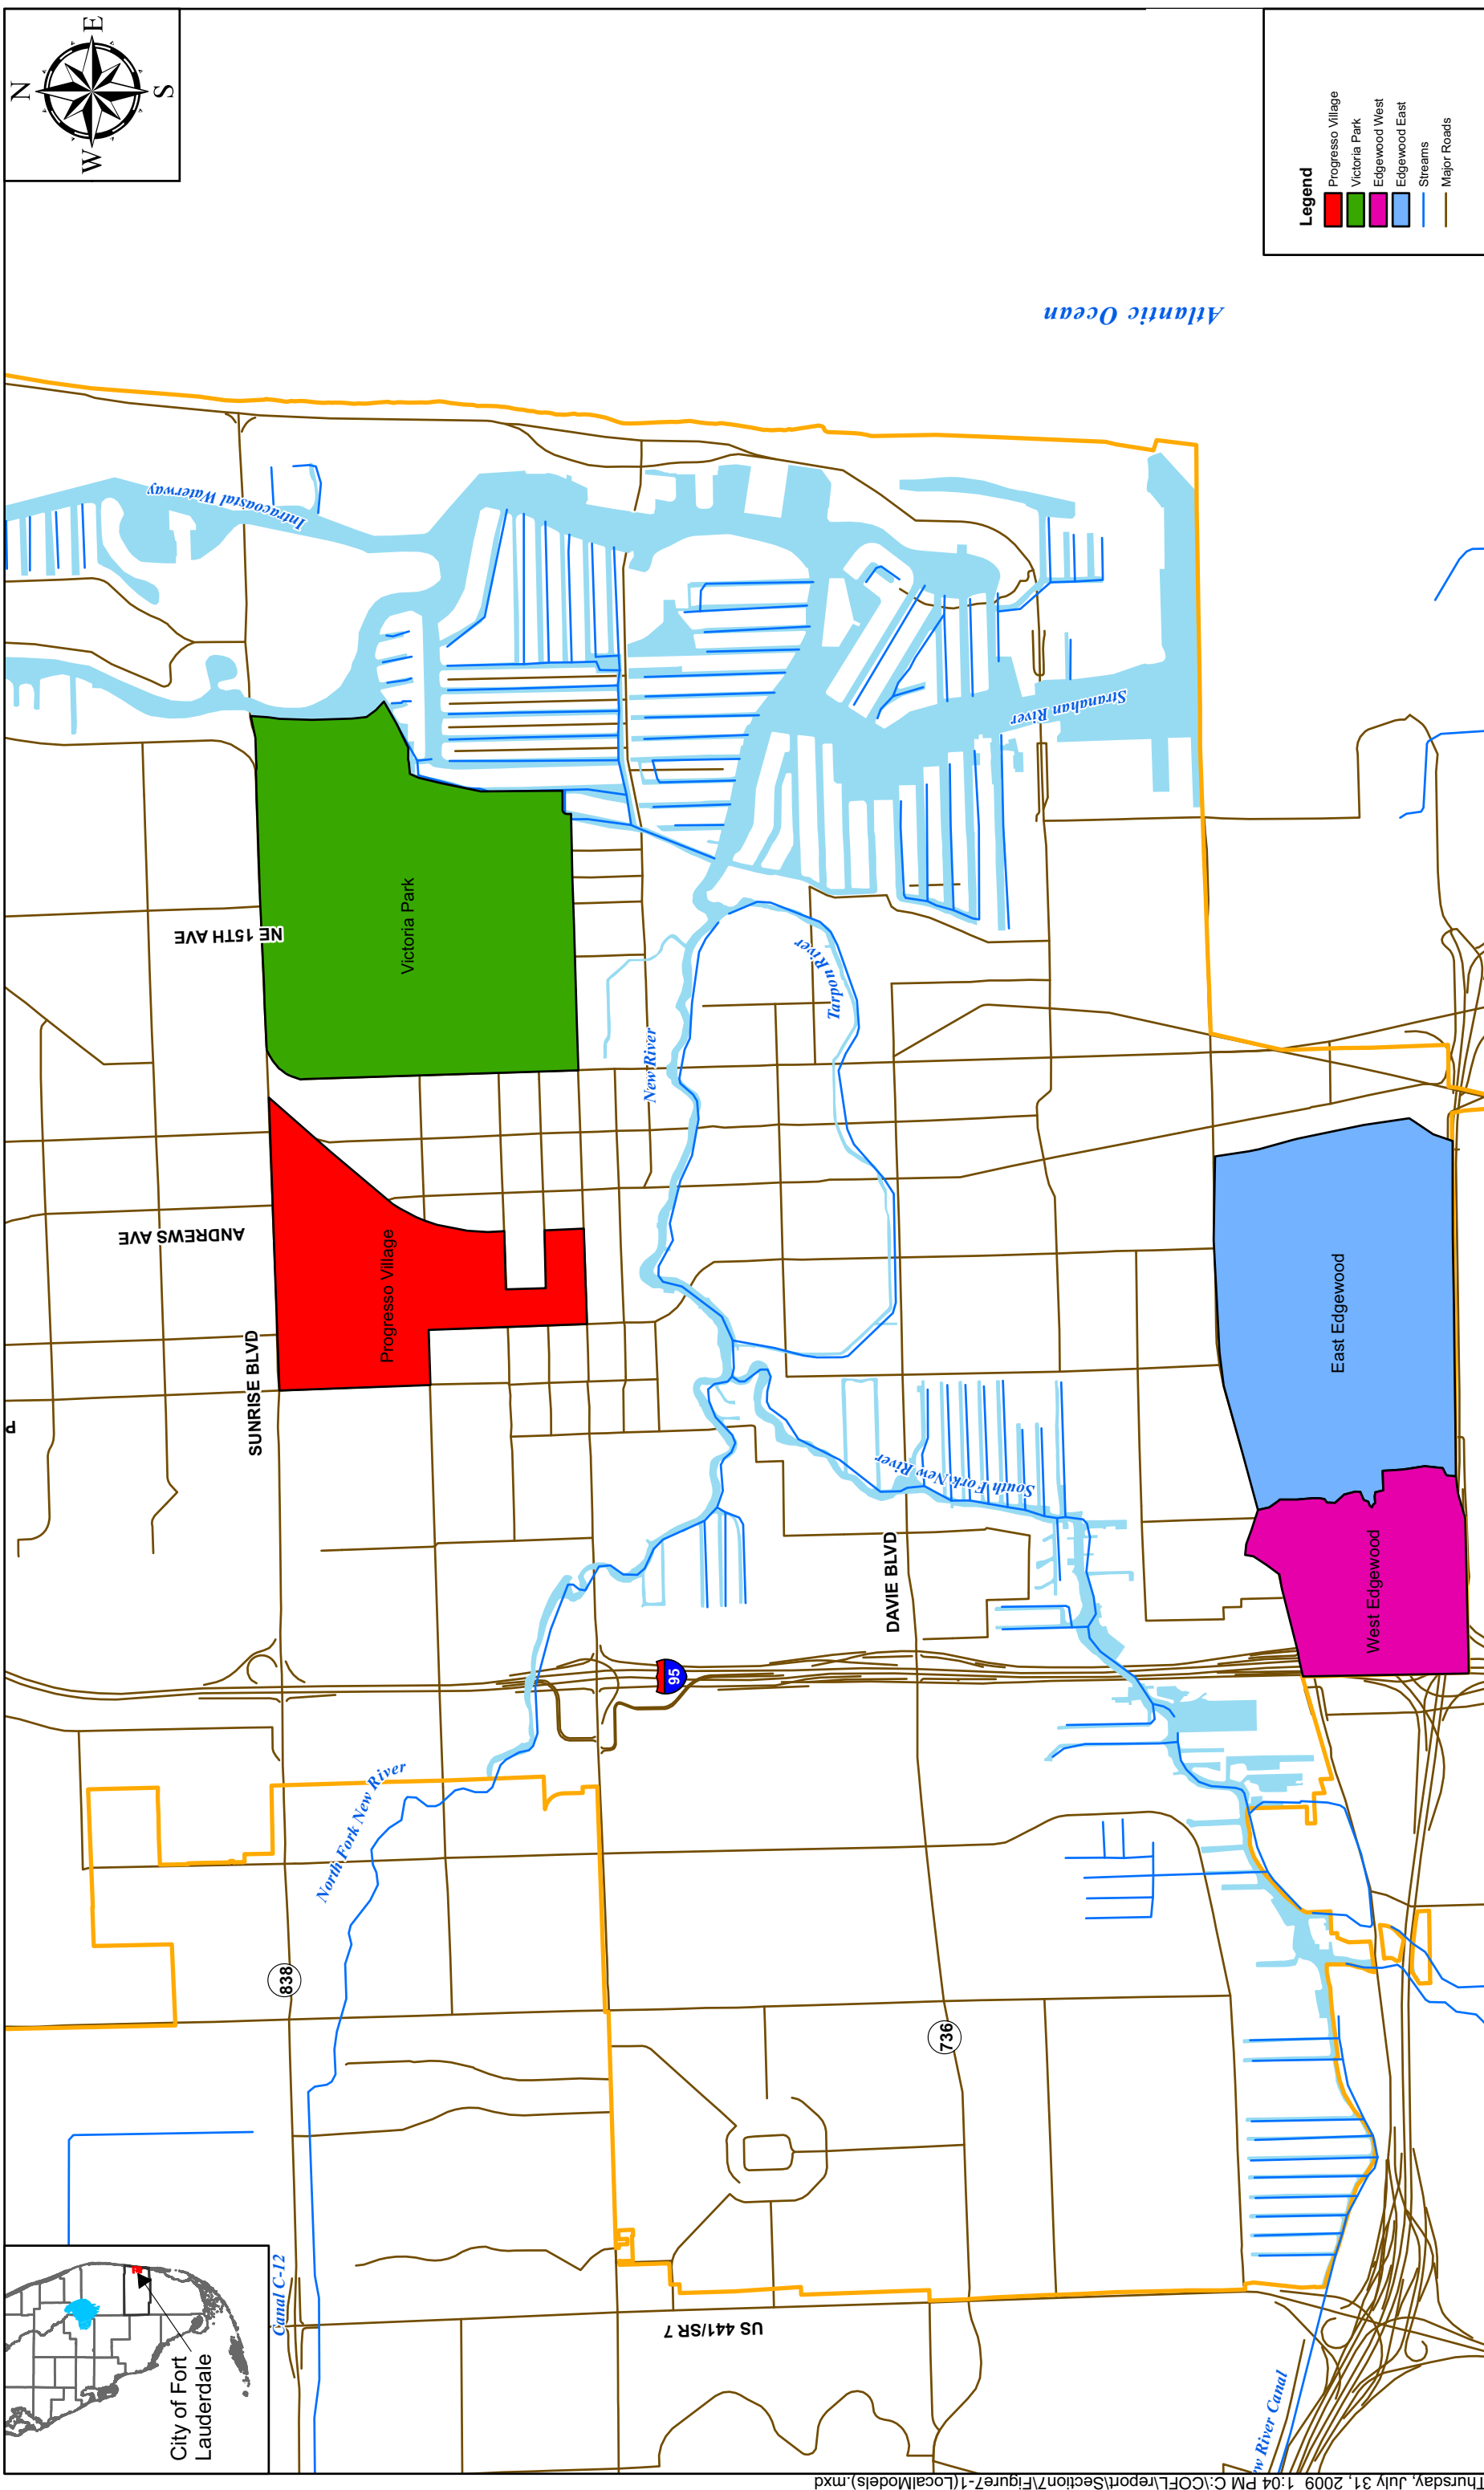 N
W
E
S
Intracoastal Waterway
Atlantic Ocean
Victoria Park
NE 15TH AVE
ANDREWS AVE
Progresso Village
SUNRISE BLVD
P
New River
Tarpon River
Stranahan River
South Fork New River
DAVIE BLVD
East Edgewood
West Edgewood
95
North Fork New River
838
736
US 441/SR 7
Canal C-12
City of Fort
Lauderdale
w River Canal
Legend
Progresso Village
Victoria Park
Edgewood West
Edgewood East
Streams
Major Roads
Thursday, July 31, 2009 1:04 PM C:\COFL\report\Section7\Figure7-1(LocalModels).mxd